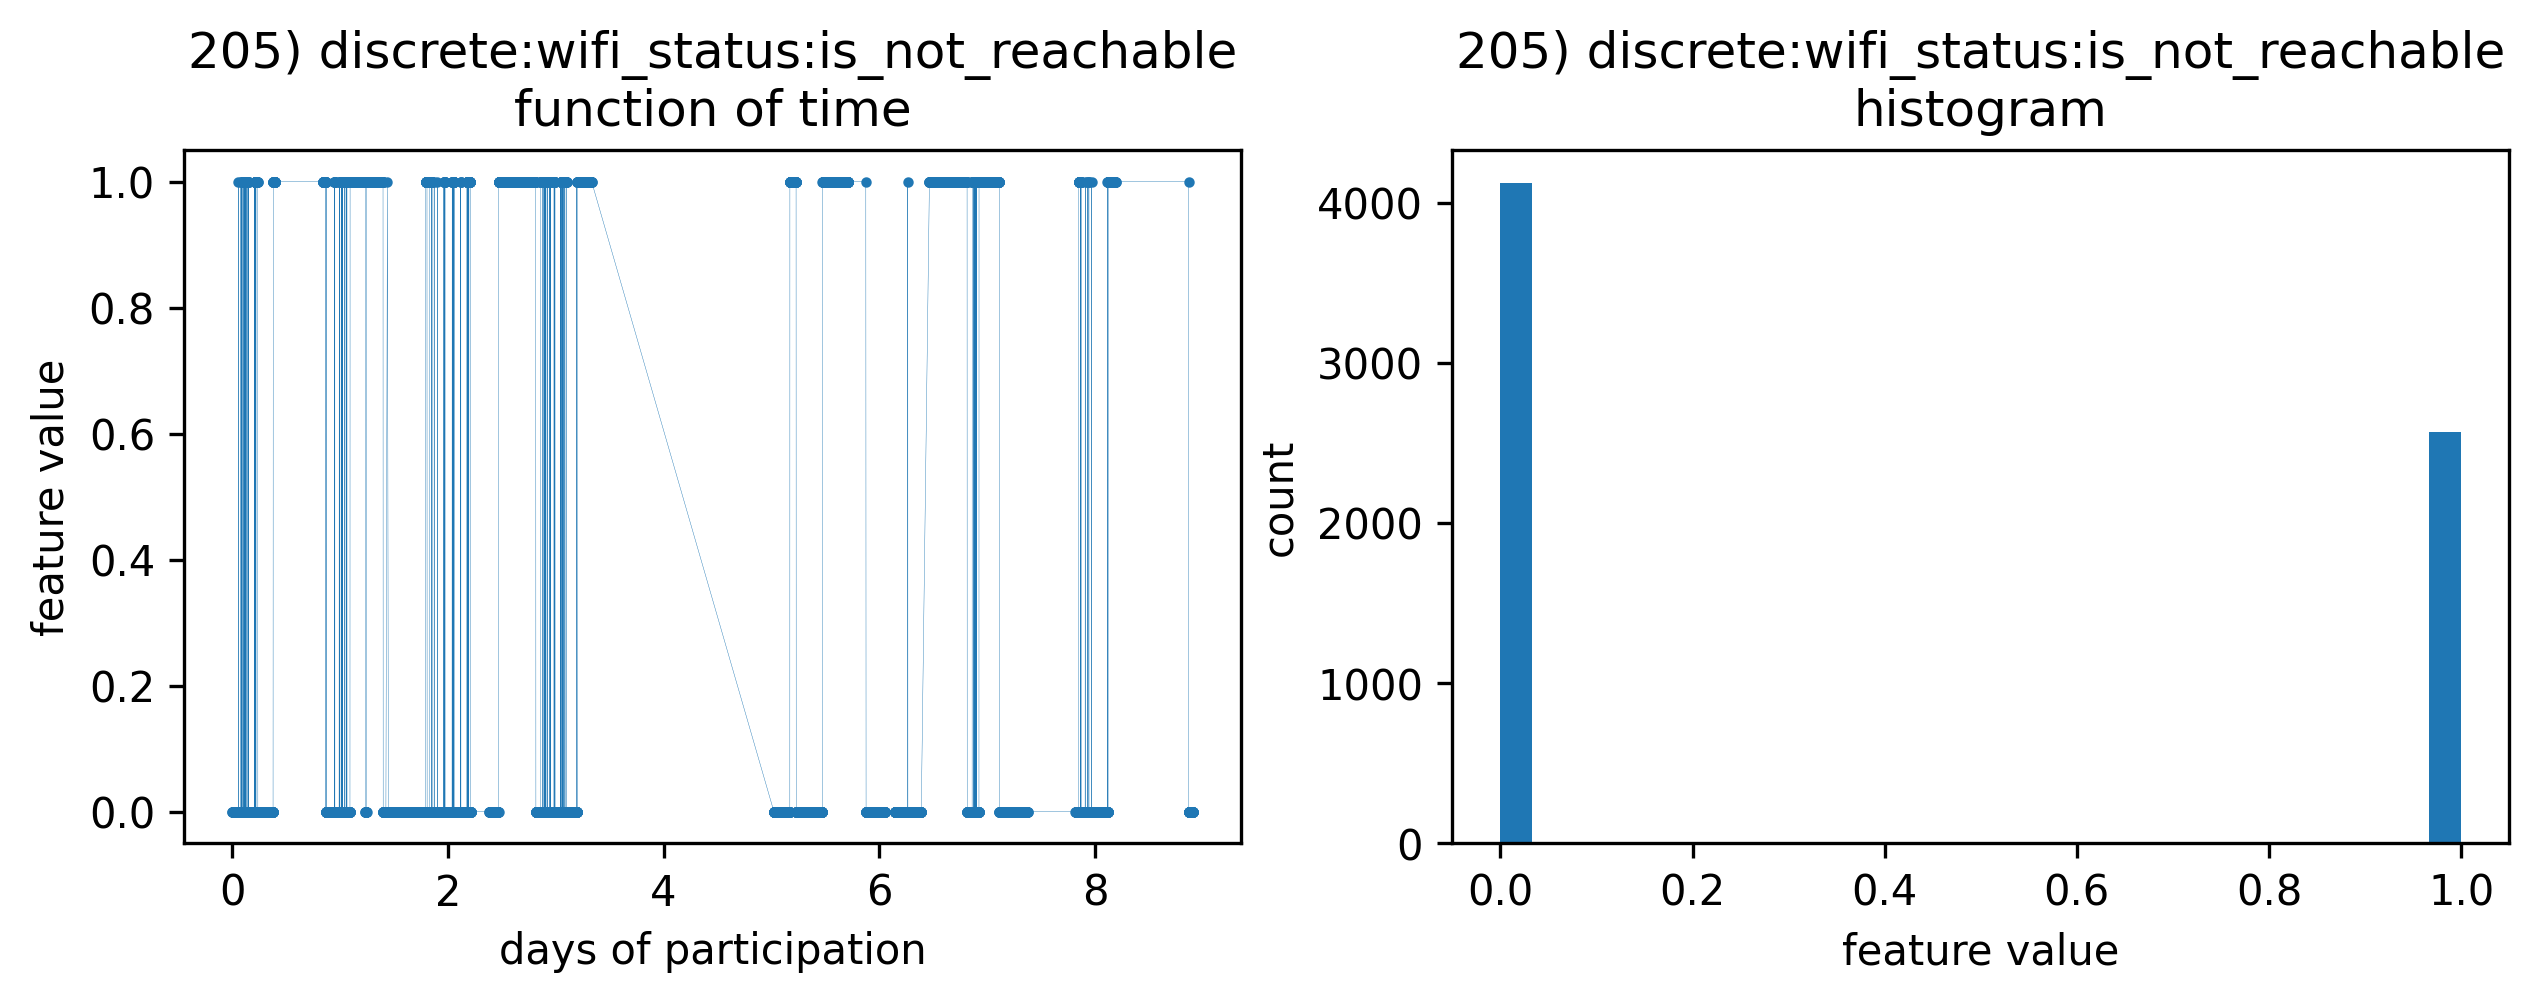 205) discrete:wifi_status:is_not_reachable
function of time
1.0
0.8
0.6
0.4
0.2
0.0
feature value
0
2
4
6
8
days of participation
205) discrete:wifi_status:is_not_reachable
histogram
4000
3000
2000
1000
0
count
0.0
0.2
0.4
0.6
0.8
1.0
feature value